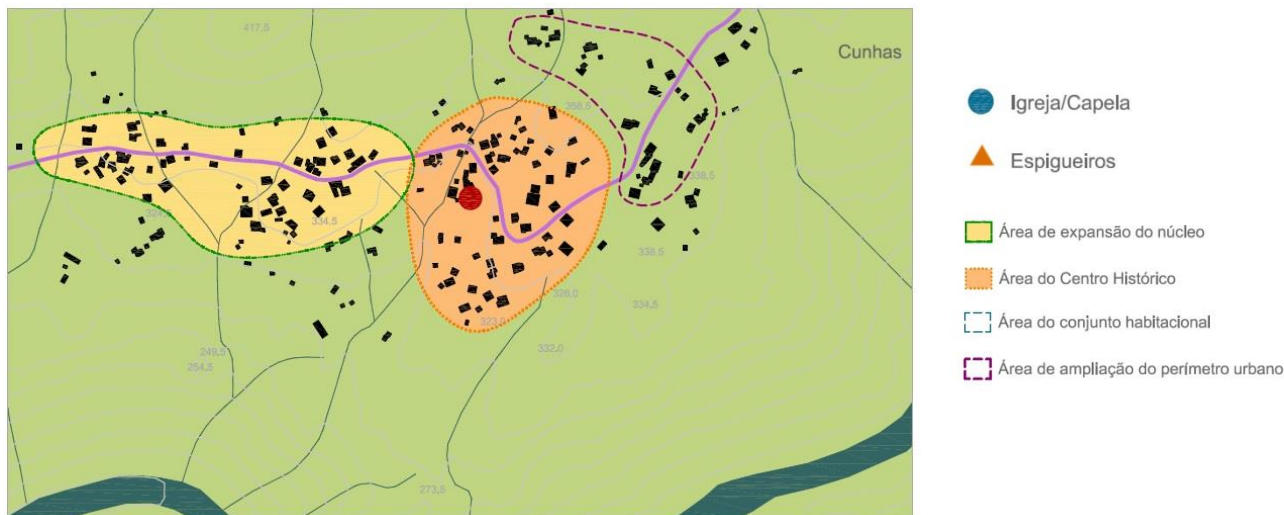 417,5
Cunhas
358,5
338,5
324,5
334,5
338,5
328,0
334,5
323,0
332,0
249,5
254,5
273,5
Igreja/Capela
Espigueiros
Área de expansão do núcleo
Área do Centro Histórico
Área do conjunto habitacional
Área de ampliação do perímetro urbano